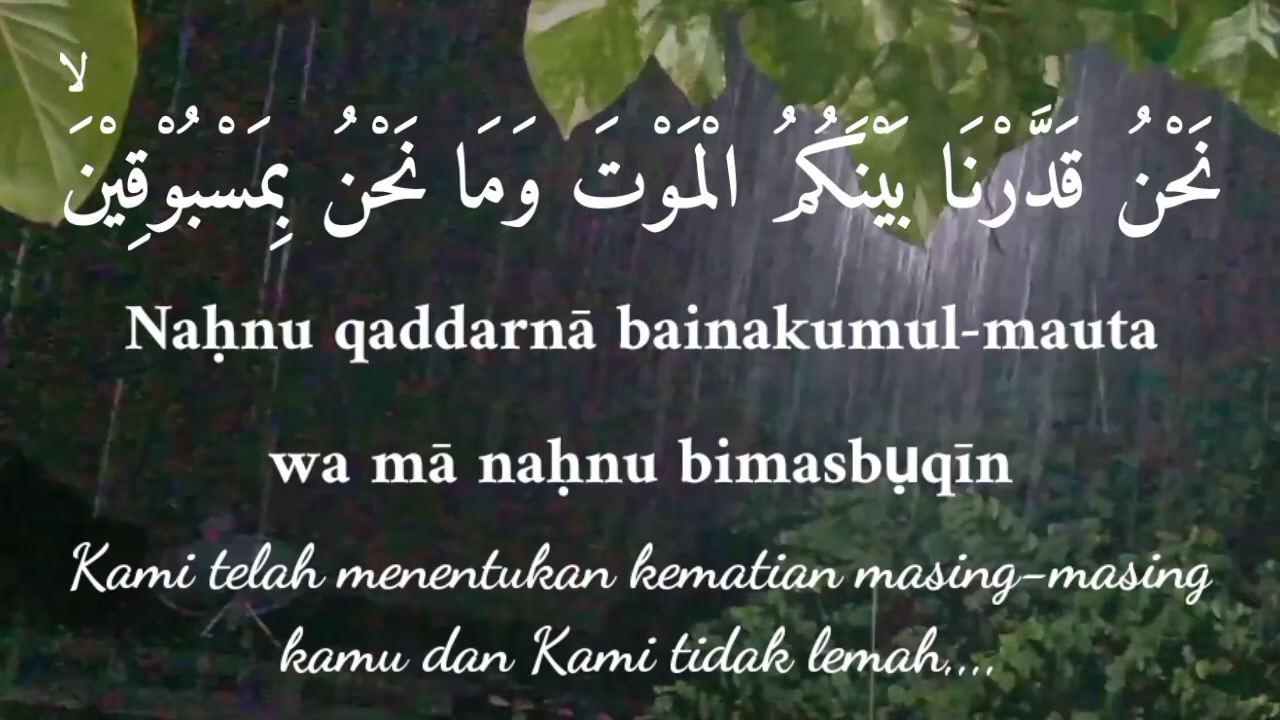 نَحْنُ قَدَّرْنَا بَيْنَكُمُ الْمَوْتَ وَمَا نَحْنُ بِمَسْبُوْقِيْنَۙ
Naḥnu qaddarnā bainakumul-mauta
wa mā naḥnu bimasbụqīn
Kami telah menentukan kematian masing-masing
kamu dan Kami tidak lemah,...